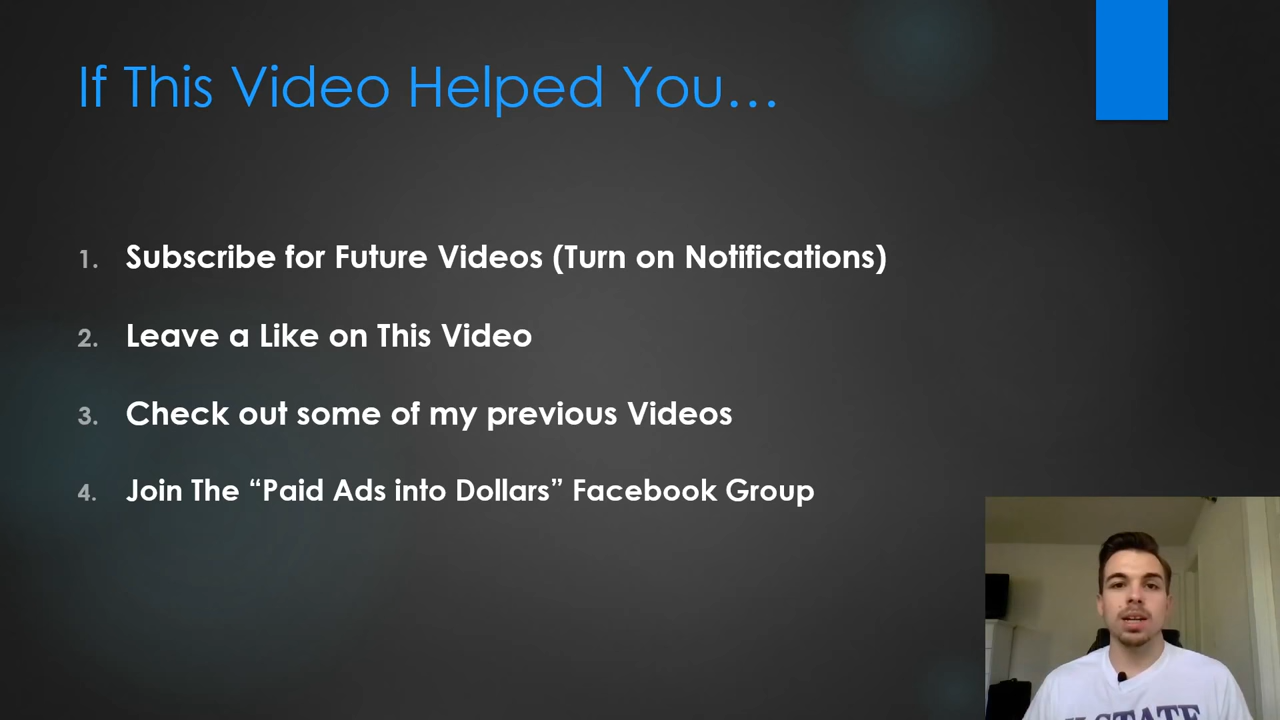 If This Video Helped You…
1. Subscribe for Future Videos (Turn on Notifications)
2. Leave a Like on This Video
3. Check out some of my previous Videos
4. Join The “Paid Ads into Dollars” Facebook Group
STATE